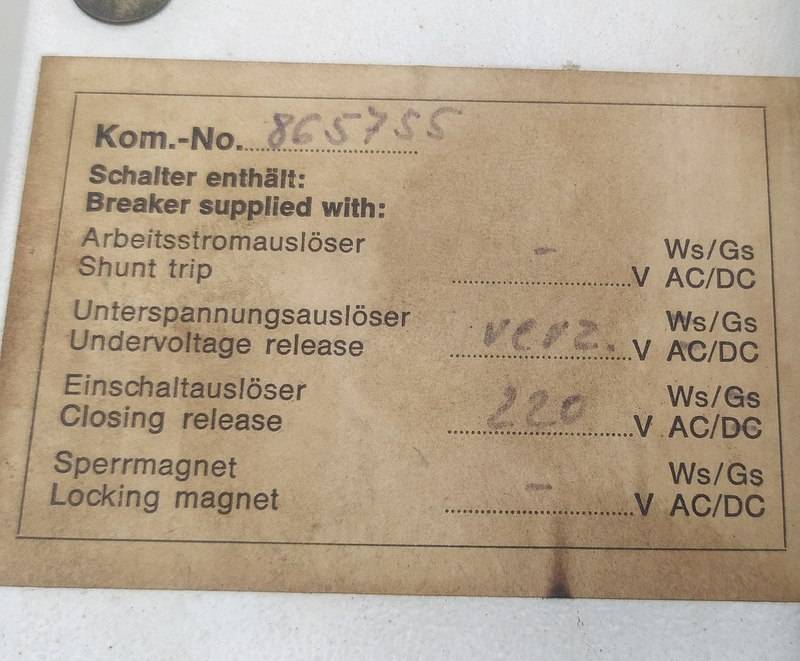 Kom.-No. 865755
Schalter enthält:
Breaker supplied with:
Arbeitsstromauslöser - Ws/Gs
Shunt trip V AC/DC
Unterspannungsauslöser verz. Ws/Gs
Undervoltage release V AC/DC
Einschaltauslöser 220 Ws/Gs
Closing release V AC/DC
Sperrmagnet - Ws/Gs
Locking magnet V AC/DC